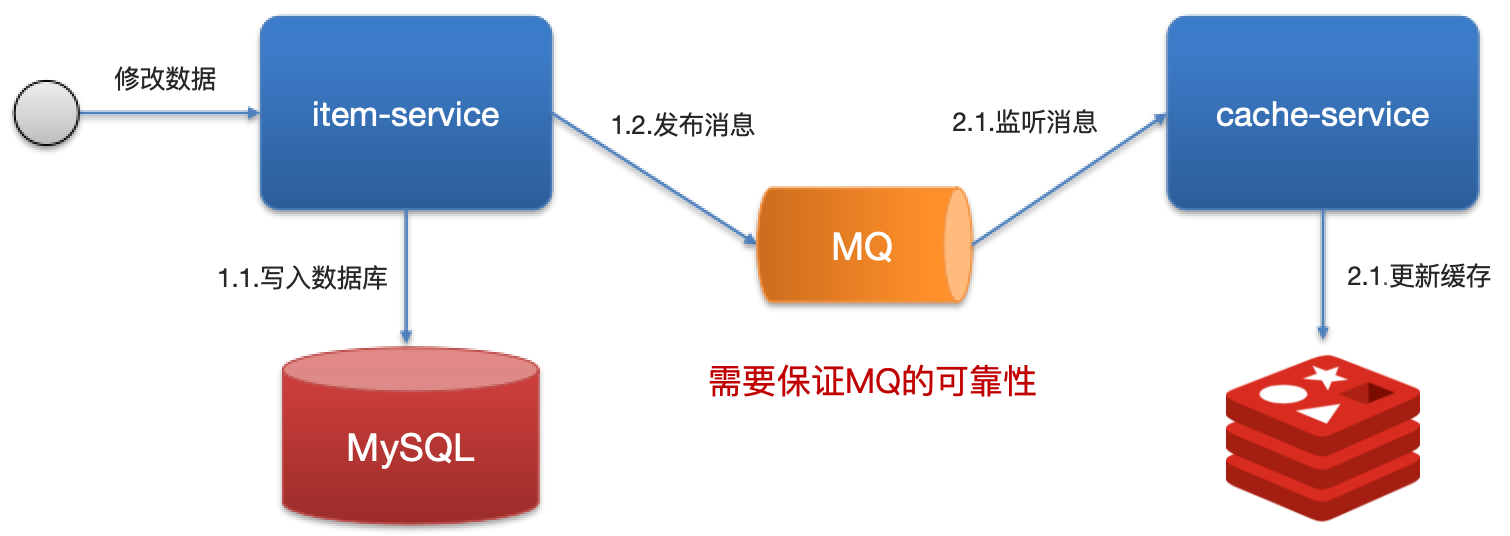 修改数据
item-service
1.2.发布消息
2.1.监听消息
cache-service
MQ
1.1.写入数据库
2.1.更新缓存
需要保证MQ的可靠性
MySQL